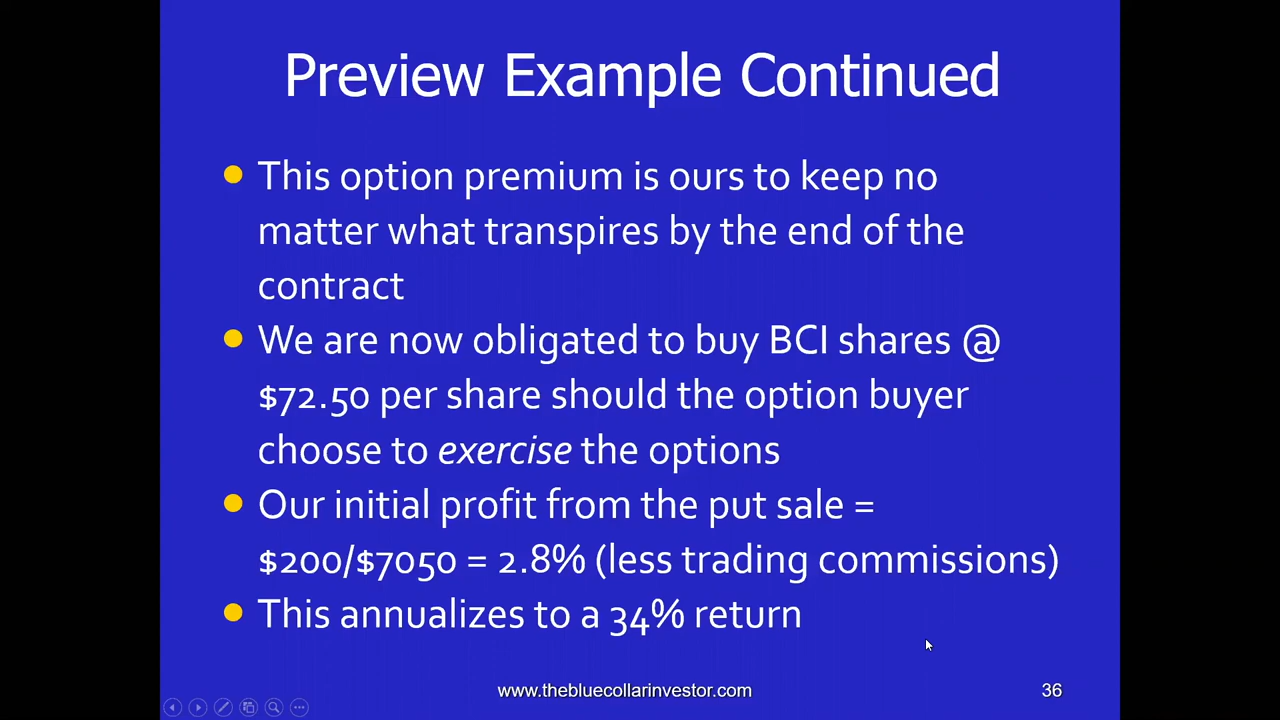 Preview Example Continued
This option premium is ours to keep no
matter what transpires by the end of the
contract
We are now obligated to buy BCI shares @
$72.50 per share should the option buyer
choose to exercise the options
Our initial profit from the put sale =
$200/$7050 = 2.8% (less trading commissions)
This annualizes to a 34% return
www.thebluecollarinvestor.com
36